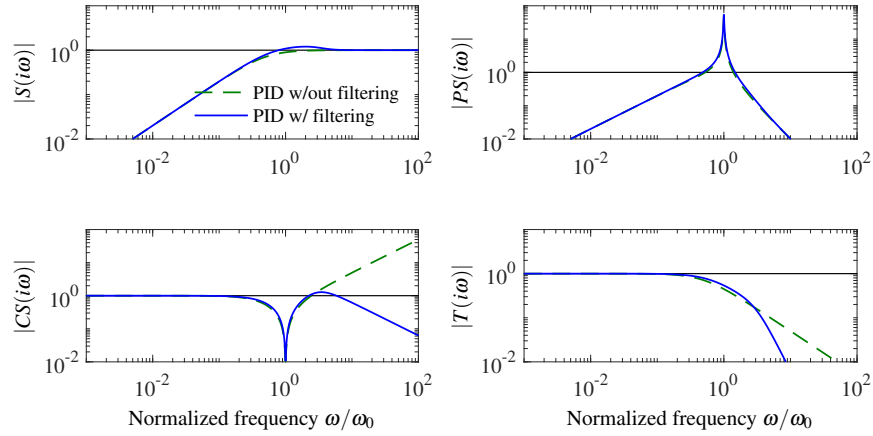 |S(iω)|
10^0
10^-2
PID w/out filtering
PID w/ filtering
10^-2 10^0 10^2
|PS(iω)|
10^0
10^-2
10^-2 10^0 10^2
|CS(iω)|
10^0
10^-2
10^-2 10^0 10^2
Normalized frequency ω/ω_0
|T(iω)|
10^0
10^-2
10^-2 10^0 10^2
Normalized frequency ω/ω_0